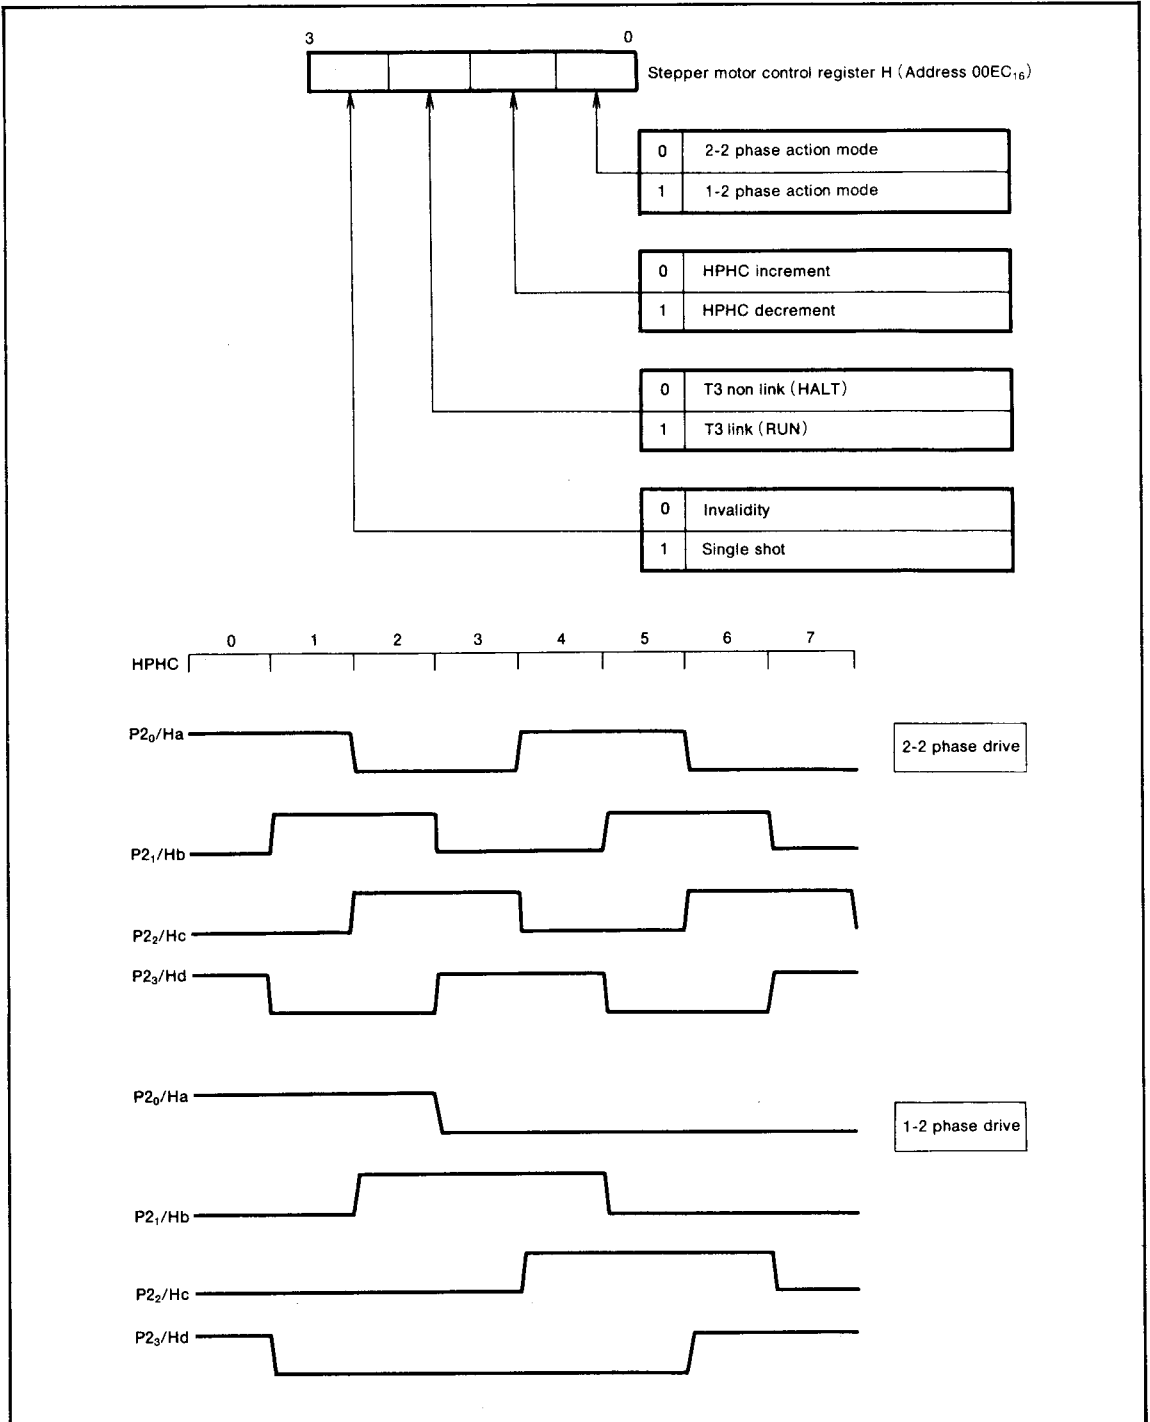 3 0
Stepper motor control register H (Address 00EC₁₆)
0 2-2 phase action mode
1 1-2 phase action mode
0 HPHC increment
1 HPHC decrement
0 T3 non link (HALT)
1 T3 link (RUN)
0 Invalidity
1 Single shot
0 1 2 3 4 5 6 7
HPHC
P2₀/Ha
2-2 phase drive
P2₁/Hb
P2₂/Hc
P2₃/Hd
P2₀/Ha
1-2 phase drive
P2₁/Hb
P2₂/Hc
P2₃/Hd